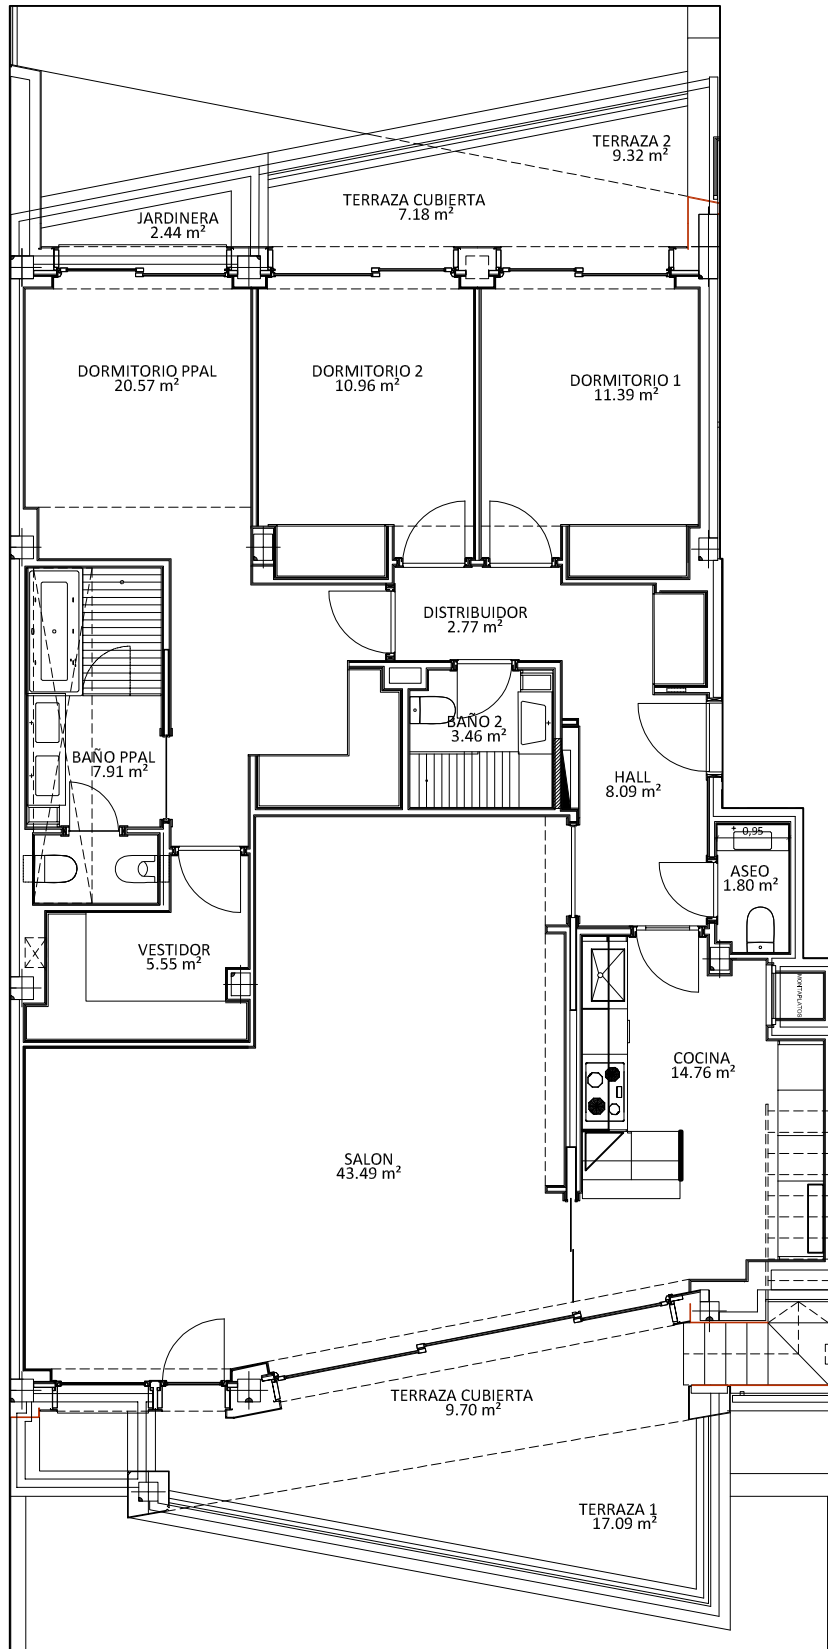 TERRAZA 2
9.32 m²
TERRAZA CUBIERTA
7.18 m²
JARDINERA
2.44 m²
DORMITORIO PPAL
20.57 m²
DORMITORIO 2
10.96 m²
DORMITORIO 1
11.39 m²
DISTRIBUIDOR
2.77 m²
BAÑO 2
3.46 m²
BAÑO PPAL
7.91 m²
HALL
8.09 m²
0,95
ASEO
1.80 m²
VESTIDOR
5.55 m²
MONTAPLATOS
COCINA
14.76 m²
SALON
43.49 m²
TERRAZA CUBIERTA
9.70 m²
TERRAZA 1
17.09 m²